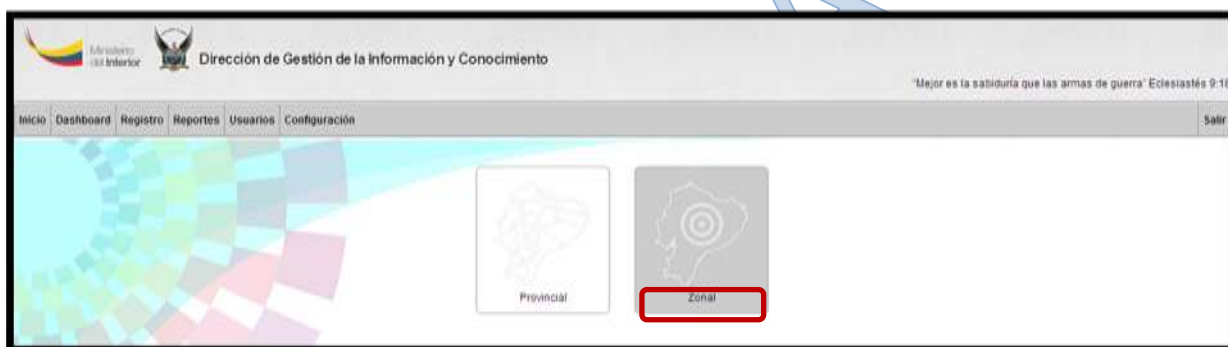 Ministerio
del Interior
Dirección de Gestión de la Información y Conocimiento
"Mejor es la sabiduría que las armas de guerra" Eclesiastés 9:18
Inicio Dashboard Registro Reportes Usuarios Configuración Salir
Provincial Zonal